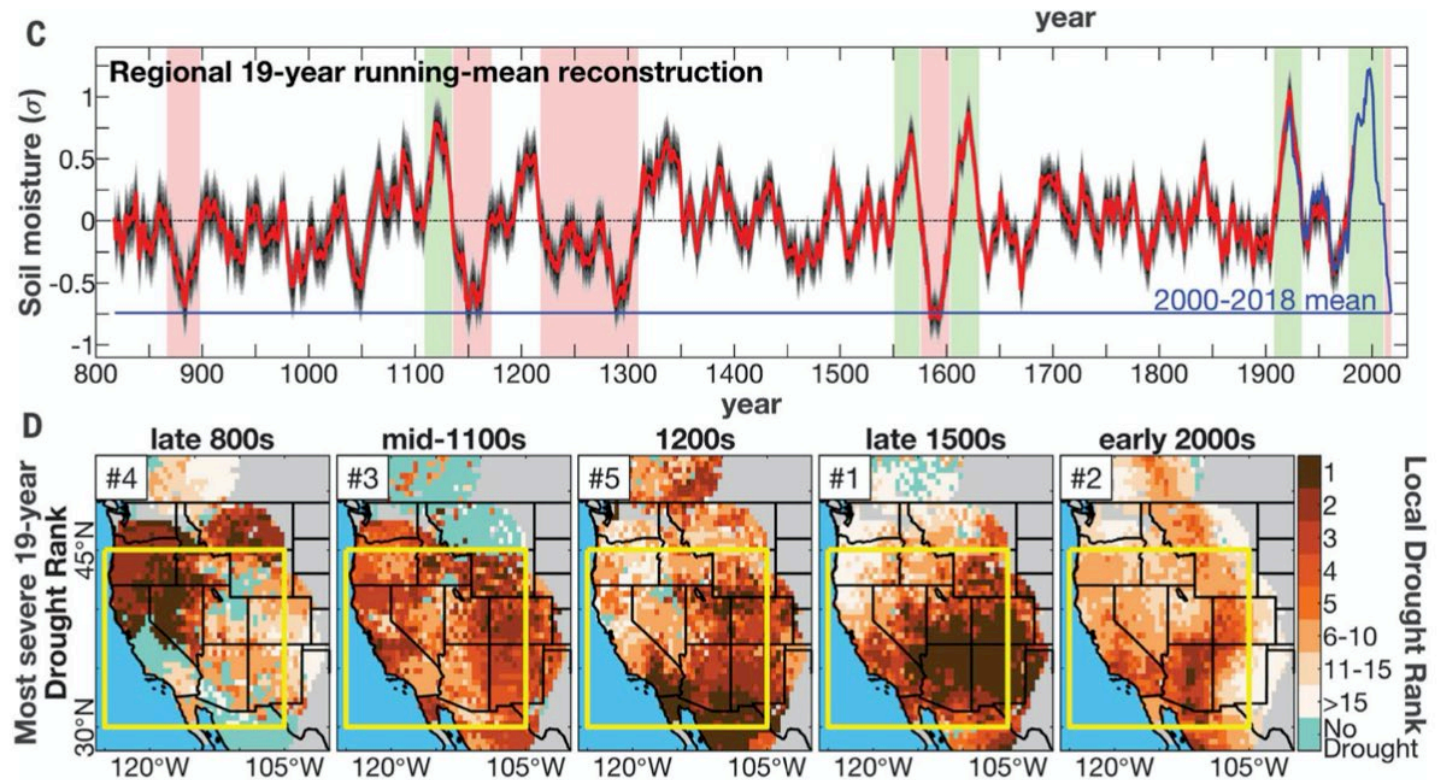 year
C
Regional 19-year running-mean reconstruction
Soil moisture (σ)
1
0.5
0
-0.5
-1
2000-2018 mean
800 900 1000 1100 1200 1300 1400 1500 1600 1700 1800 1900 2000
year
D
late 800s mid-1100s 1200s late 1500s early 2000s
Most severe 19-year
Drought Rank
#4 #3 #5 #1 #2
45°N
30°N
120°W 105°W 120°W 105°W 120°W 105°W 120°W 105°W 120°W 105°W
1
2
3
4
5
6-10
11-15
>15
No
Drought
Local Drought Rank